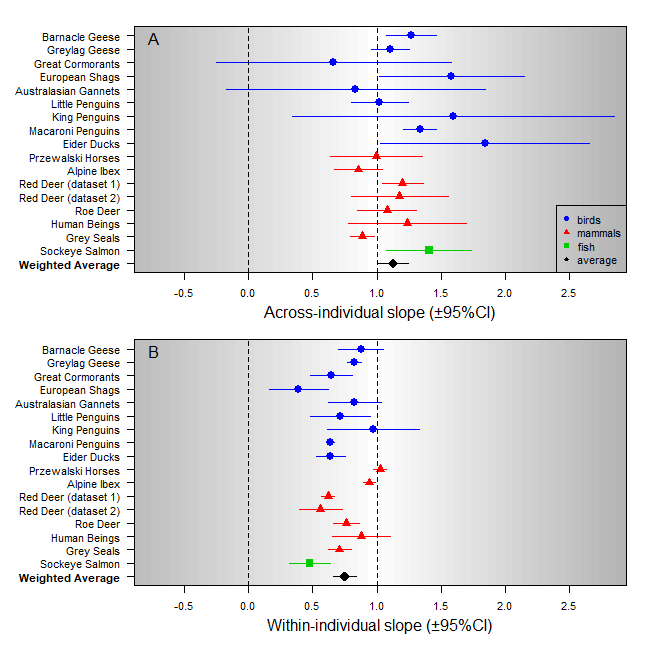 A
Barnacle Geese
Greylag Geese
Great Cormorants
European Shags
Australasian Gannets
Little Penguins
King Penguins
Macaroni Penguins
Eider Ducks
Przewalski Horses
Alpine Ibex
Red Deer (dataset 1)
Red Deer (dataset 2)
Roe Deer
Human Beings
Grey Seals
Sockeye Salmon
Weighted Average
birds
mammals
fish
average
-0.5 0.0 0.5 1.0 1.5 2.0 2.5
Across-individual slope (±95%CI)
B
Barnacle Geese
Greylag Geese
Great Cormorants
European Shags
Australasian Gannets
Little Penguins
King Penguins
Macaroni Penguins
Eider Ducks
Przewalski Horses
Alpine Ibex
Red Deer (dataset 1)
Red Deer (dataset 2)
Roe Deer
Human Beings
Grey Seals
Sockeye Salmon
Weighted Average
-0.5 0.0 0.5 1.0 1.5 2.0 2.5
Within-individual slope (±95%CI)